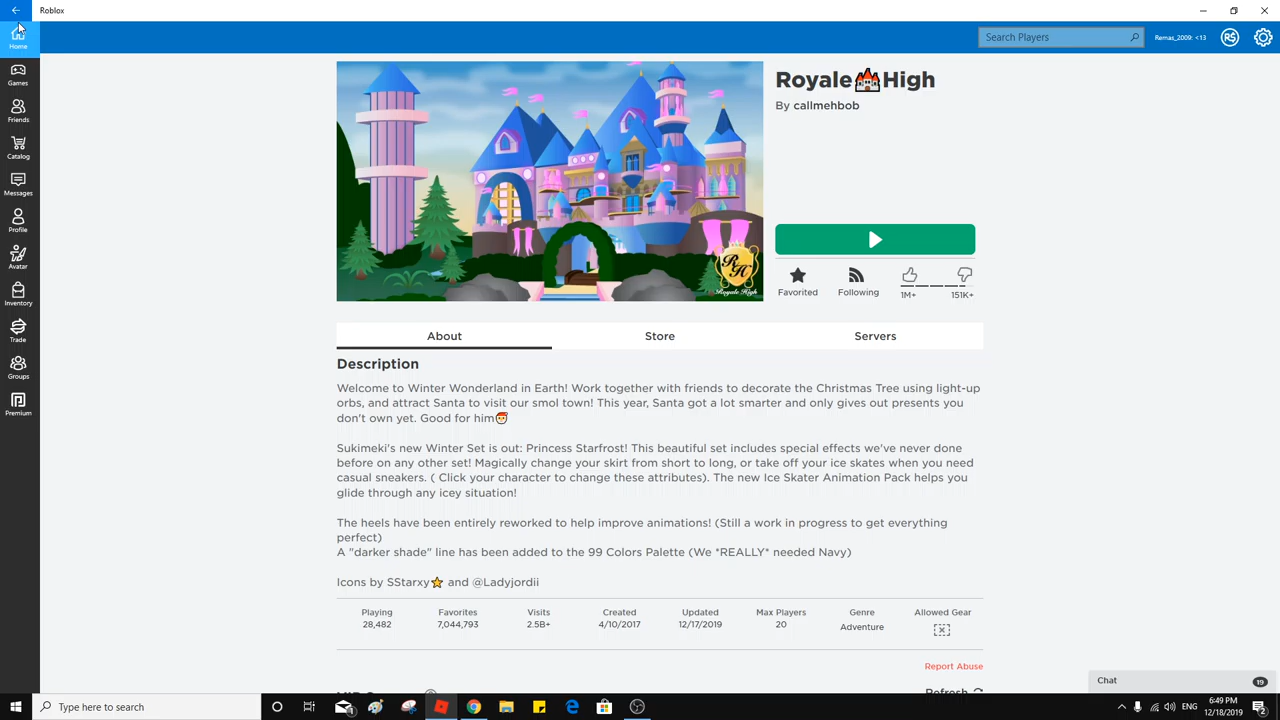 Roblox
Home
Search Players
Remas_2009: <13
Games
Friends
Catalog
Messages
Profile
Avatar
Inventory
Trade
Groups
Premium
RH
Royale High
Royale🏰High
By callmehbob
Favorited
Following
1M+
151K+
About
Store
Servers
Description
Welcome to Winter Wonderland in Earth! Work together with friends to decorate the Christmas Tree using light-up
orbs, and attract Santa to visit our smol town! This year, Santa got a lot smarter and only gives out presents you
don't own yet. Good for him🎅
Sukimeki's new Winter Set is out: Princess Starfrost! This beautiful set includes special effects we've never done
before on any other set! Magically change your skirt from short to long, or take off your ice skates when you need
casual sneakers. ( Click your character to change these attributes). The new Ice Skater Animation Pack helps you
glide through any icey situation!
The heels have been entirely reworked to help improve animations! (Still a work in progress to get everything
perfect)
A "darker shade" line has been added to the 99 Colors Palette (We *REALLY* needed Navy)
Icons by SStarxy⭐ and @Ladyjordii
Playing Favorites Visits Created Updated Max Players Genre Allowed Gear
28,482 7,044,793 2.5B+ 4/10/2017 12/17/2019 20 Adventure
Report Abuse
Refresh
Chat
19
Type here to search
6:49 PM
12/18/2019
2